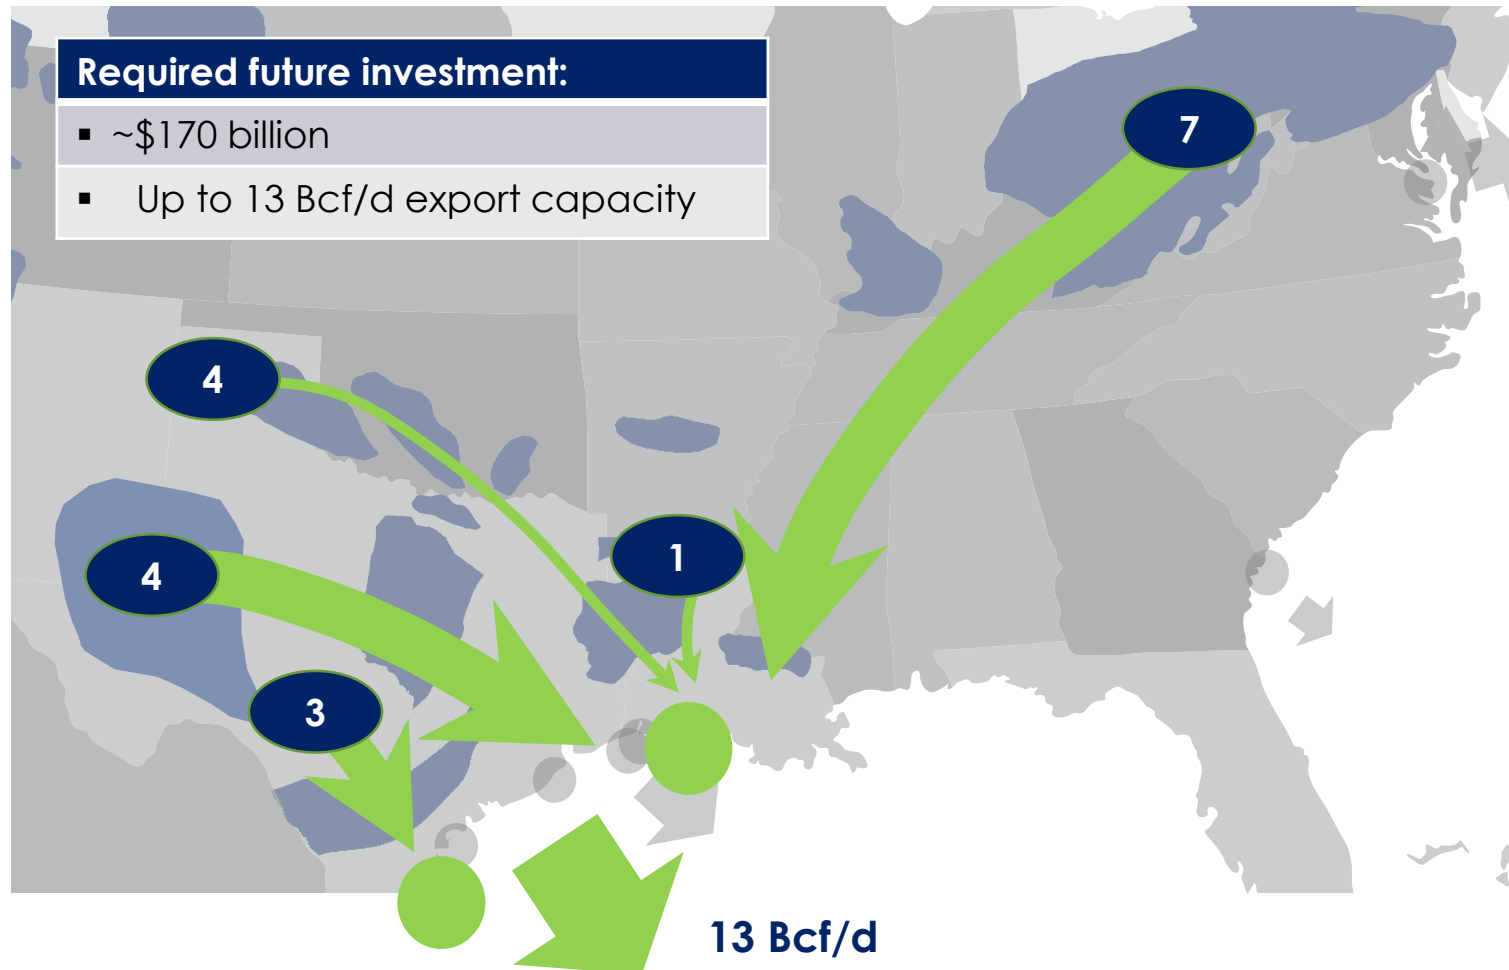 Required future investment:
▪ ~$170 billion
▪ Up to 13 Bcf/d export capacity
7
4
1
4
3
13 Bcf/d